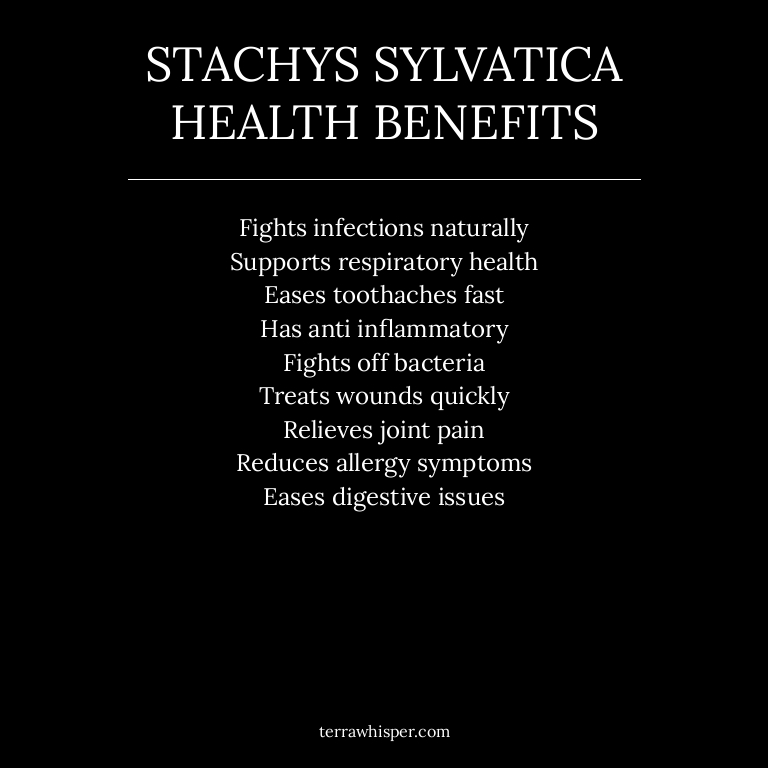 STACHYS SYLVATICA
HEALTH BENEFITS
Fights infections naturally
Supports respiratory health
Eases toothaches fast
Has anti inflammatory
Fights off bacteria
Treats wounds quickly
Relieves joint pain
Reduces allergy symptoms
Eases digestive issues
terrawhisper.com